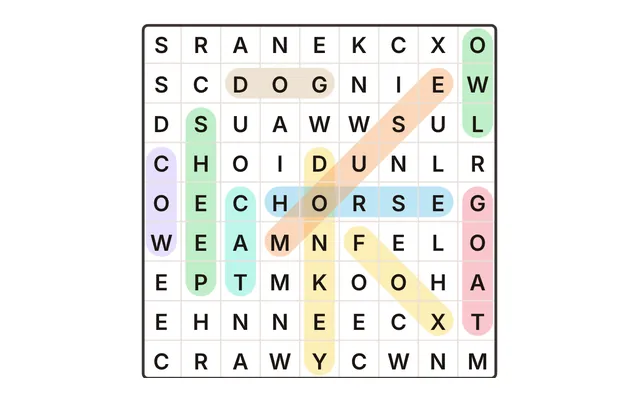 S R A N E K C X O
S C D O G N I E W
D S U A W W S U L
C H O I D U N L R
O E C H O R S E G
W E A M N F E L O
E P T M K O O H A
E H N N E E C X T
C R A W Y C W N M